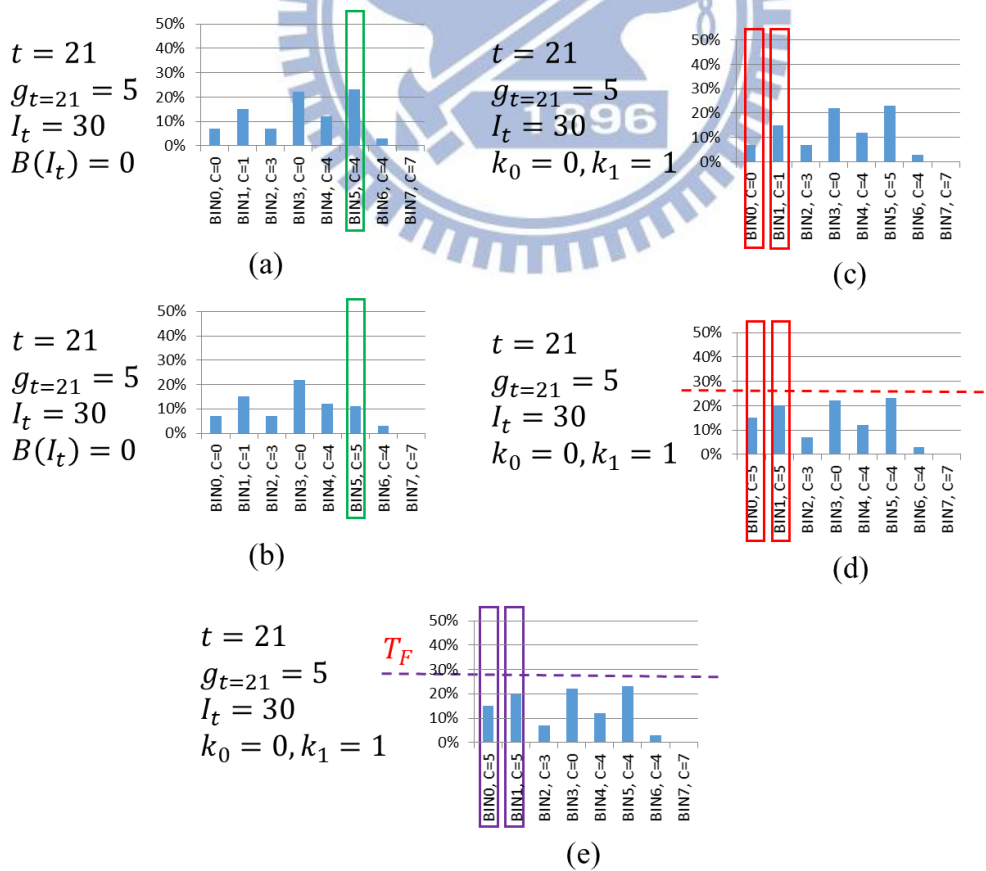 t = 21
g_{t=21} = 5
I_t = 30
B(I_t) = 0
50%
40%
30%
20%
10%
0%
BIN0, C=0
BIN1, C=1
BIN2, C=3
BIN3, C=0
BIN4, C=4
BIN5, C=4
BIN6, C=4
BIN7, C=7
(a)
t = 21
g_{t=21} = 5
I_t = 30
k_0 = 0, k_1 = 1
50%
40%
30%
20%
10%
0%
BIN0, C=0
BIN1, C=1
BIN2, C=3
BIN3, C=0
BIN4, C=4
BIN5, C=5
BIN6, C=4
BIN7, C=7
(c)
1896
t = 21
g_{t=21} = 5
I_t = 30
B(I_t) = 0
50%
40%
30%
20%
10%
0%
BIN0, C=0
BIN1, C=1
BIN2, C=3
BIN3, C=0
BIN4, C=4
BIN5, C=5
BIN6, C=4
BIN7, C=7
(b)
t = 21
g_{t=21} = 5
I_t = 30
k_0 = 0, k_1 = 1
50%
40%
30%
20%
10%
0%
BIN0, C=5
BIN1, C=5
BIN2, C=3
BIN3, C=0
BIN4, C=4
BIN5, C=4
BIN6, C=4
BIN7, C=7
(d)
t = 21
g_{t=21} = 5
I_t = 30
k_0 = 0, k_1 = 1
T_F
50%
40%
30%
20%
10%
0%
BIN0, C=5
BIN1, C=5
BIN2, C=3
BIN3, C=0
BIN4, C=4
BIN5, C=4
BIN6, C=4
BIN7, C=7
(e)